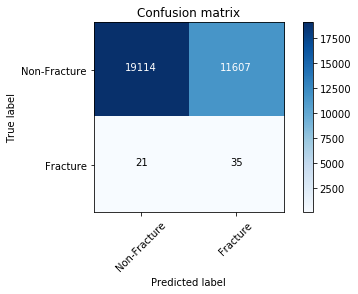 Confusion matrix
True label
Non-Fracture
Fracture
19114 11607
21 35
Non-Fracture
Fracture
Predicted label
17500
15000
12500
10000
7500
5000
2500